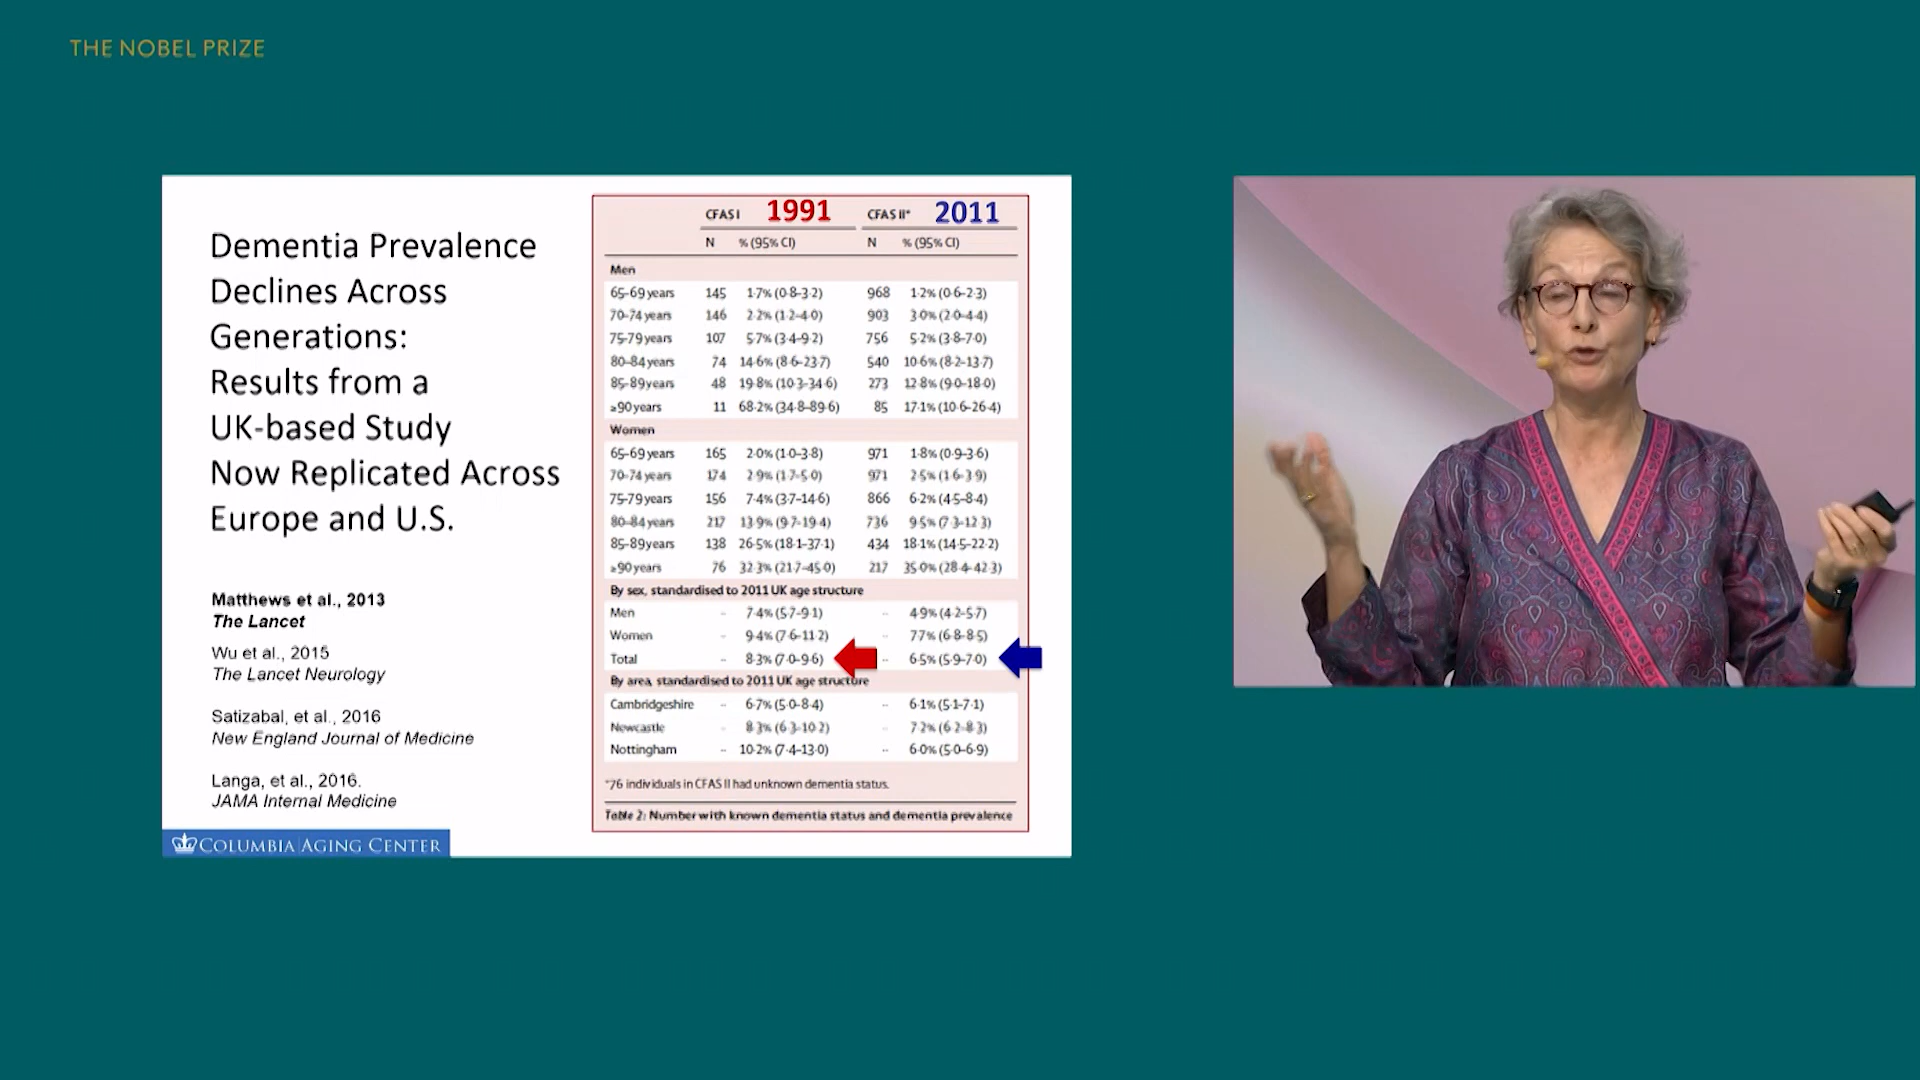 THE NOBEL PRIZE
Dementia Prevalence
Declines Across
Generations:
Results from a
UK-based Study
Now Replicated Across
Europe and U.S.
Matthews et al., 2013
The Lancet
Wu et al., 2015
The Lancet Neurology
Satizabal, et al., 2016
New England Journal of Medicine
Langa, et al., 2016.
JAMA Internal Medicine
COLUMBIA AGING CENTER
CFAS I 1991 CFAS II* 2011
N % (95% CI) N % (95% CI)
Men
65–69 years 145 1·7% (0·8–3·2) 968 1·2% (0·6–2·3)
70–74 years 146 2·2% (1·2–4·0) 903 3·0% (2·0–4·4)
75–79 years 107 5·7% (3·4–9·2) 756 5·2% (3·8–7·0)
80–84 years 74 14·6% (8·6–23·7) 540 10·6% (8·2–13·7)
85–89 years 48 19·8% (10·3–34·6) 273 12·8% (9·0–18·0)
≥90 years 11 68·2% (34·8–89·6) 85 17·1% (10·6–26·4)
Women
65–69 years 165 2·0% (1·0–3·8) 971 1·8% (0·9–3·6)
70–74 years 174 2·9% (1·7–5·0) 971 2·5% (1·6–3·9)
75–79 years 156 7·4% (3·7–14·6) 866 6·2% (4·5–8·4)
80–84 years 217 13·9% (9·7–19·4) 736 9·5% (7·3–12·3)
85–89 years 138 26·5% (18·1–37·1) 434 18·1% (14·5–22·2)
≥90 years 76 32·3% (21·7–45·0) 217 35·0% (28·4–42·3)
By sex, standardised to 2011 UK age structure
Men ·· 7·4% (5·7–9·1) ·· 4·9% (4·2–5·7)
Women ·· 9·4% (7·6–11·2) ·· 7·7% (6·8–8·5)
Total ·· 8·3% (7·0–9·6) ·· 6·5% (5·9–7·0)
By area, standardised to 2011 UK age structure
Cambridgeshire ·· 6·7% (5·0–8·4) ·· 6·1% (5·1–7·1)
Newcastle ·· 8·3% (6·3–10·2) ·· 7·2% (6·2–8·3)
Nottingham ·· 10·2% (7·4–13·0) ·· 6·0% (5·0–6·9)
*76 individuals in CFAS II had unknown dementia status.
Table 2: Number with known dementia status and dementia prevalence